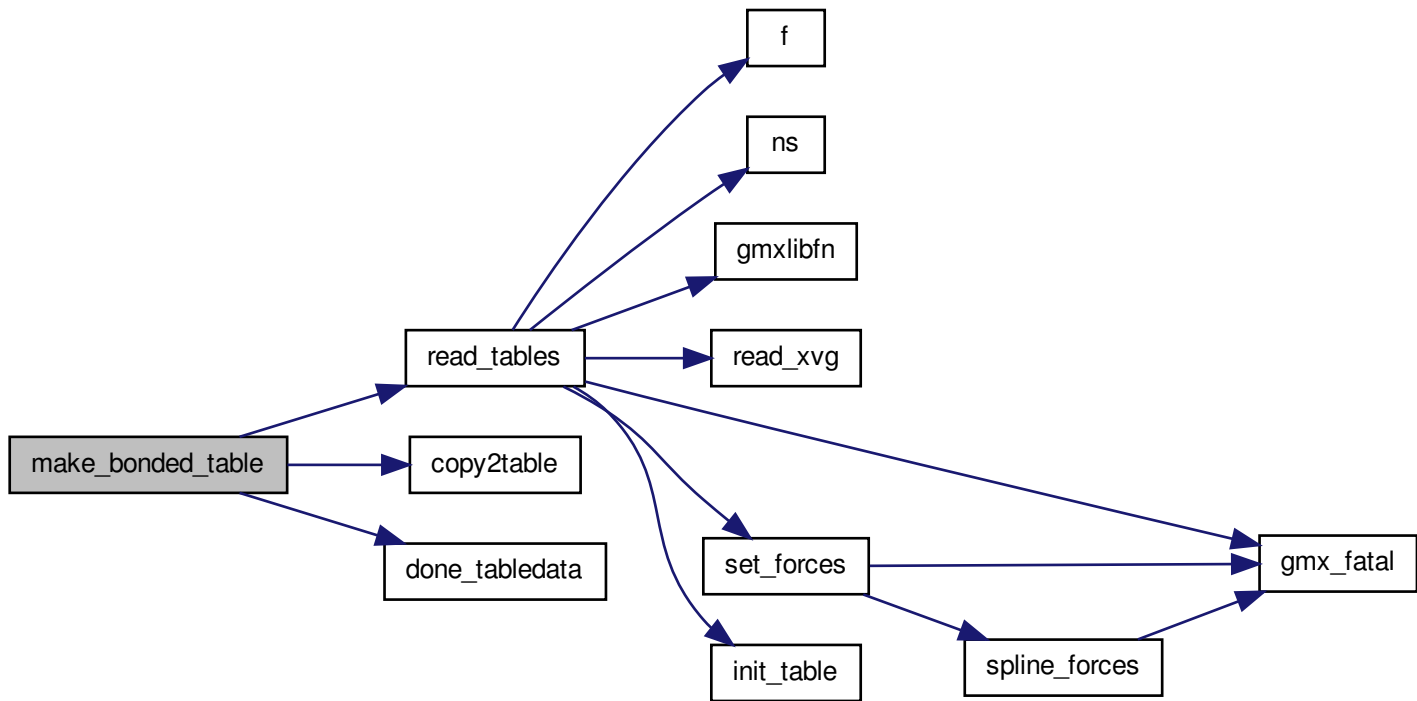 f
ns
gmxlibfn
read_tables
read_xvg
make_bonded_table
copy2table
done_tabledata
set_forces
gmx_fatal
init_table
spline_forces